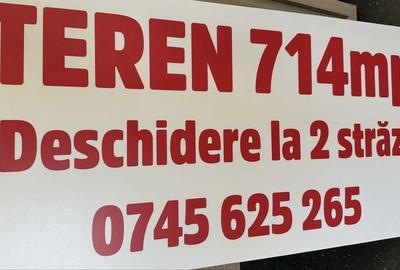 TEREN 714mp
Deschidere la 2 străz
0745 625 265